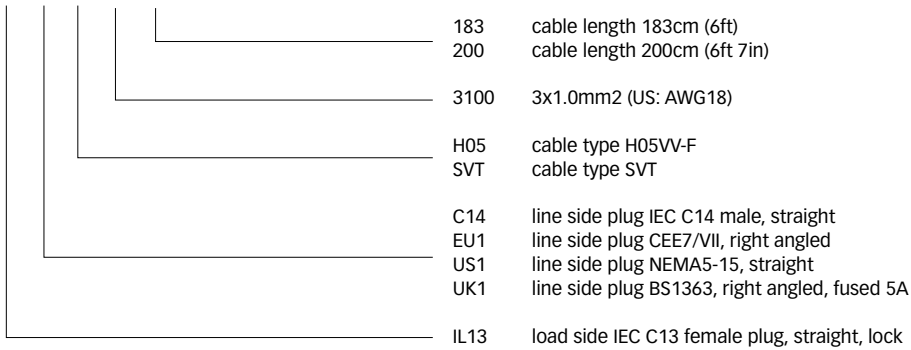 183 cable length 183cm (6ft)
200 cable length 200cm (6ft 7in)
3100 3x1.0mm2 (US: AWG18)
H05 cable type H05VV-F
SVT cable type SVT
C14 line side plug IEC C14 male, straight
EU1 line side plug CEE7/VII, right angled
US1 line side plug NEMA5-15, straight
UK1 line side plug BS1363, right angled, fused 5A
IL13 load side IEC C13 female plug, straight, lock